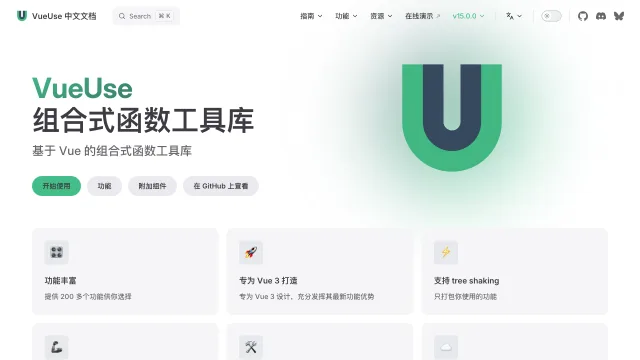 VueUse 中文文档
Search
⌘ K
指南
功能
资源
在线演示 ↗
v15.0.0
VueUse
组合式函数工具库
基于 Vue 的组合式函数工具库
开始使用
功能
附加组件
在 GitHub 上查看
功能丰富
提供 200 多个功能供你选择
专为 Vue 3 打造
专为 Vue 3 设计，充分发挥其最新功能优势
支持 tree shaking
只打包你使用的功能